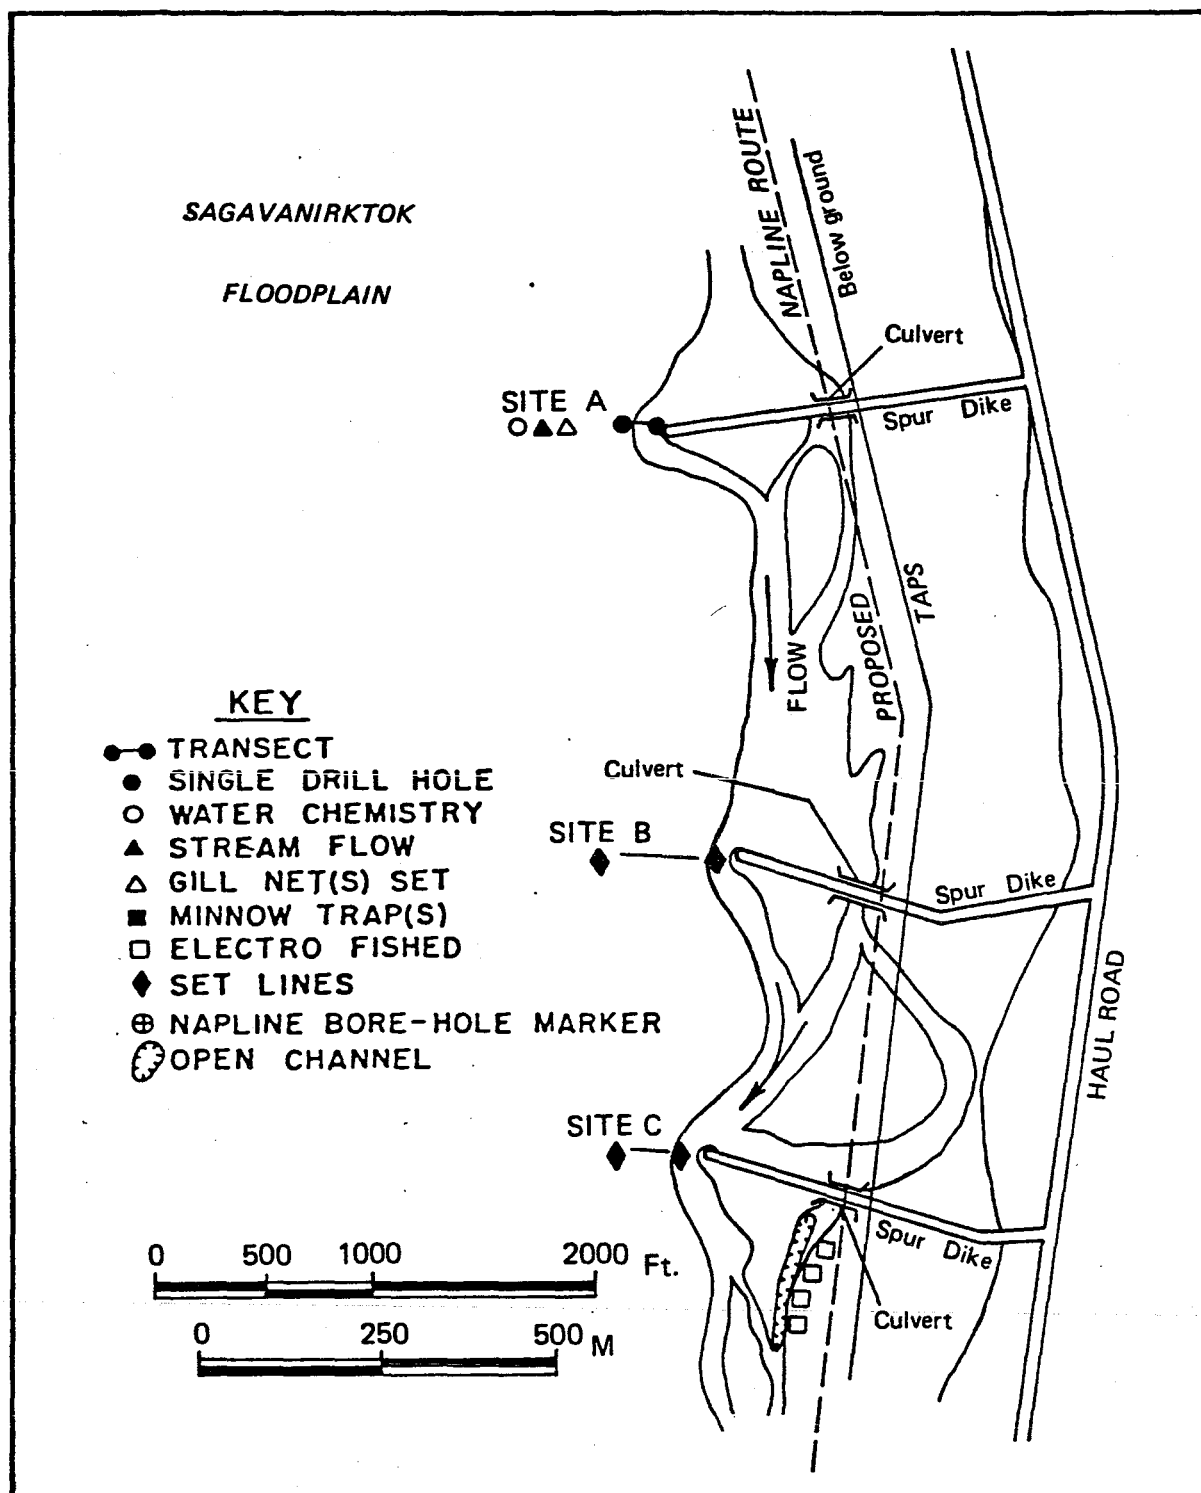 SAGAVANIRKTOK
FLOODPLAIN
NAPLINE ROUTE
Below ground
Culvert
SITE A
Spur Dike
PROPOSED
TAPS
FLOW
KEY
TRANSECT
SINGLE DRILL HOLE
WATER CHEMISTRY
STREAM FLOW
GILL NET(S) SET
MINNOW TRAP(S)
ELECTRO FISHED
SET LINES
NAPLINE BORE-HOLE MARKER
OPEN CHANNEL
Culvert
SITE B
Spur Dike
HAUL ROAD
SITE C
Spur Dike
Culvert
0 500 1000 2000 Ft.
0 250 500 M